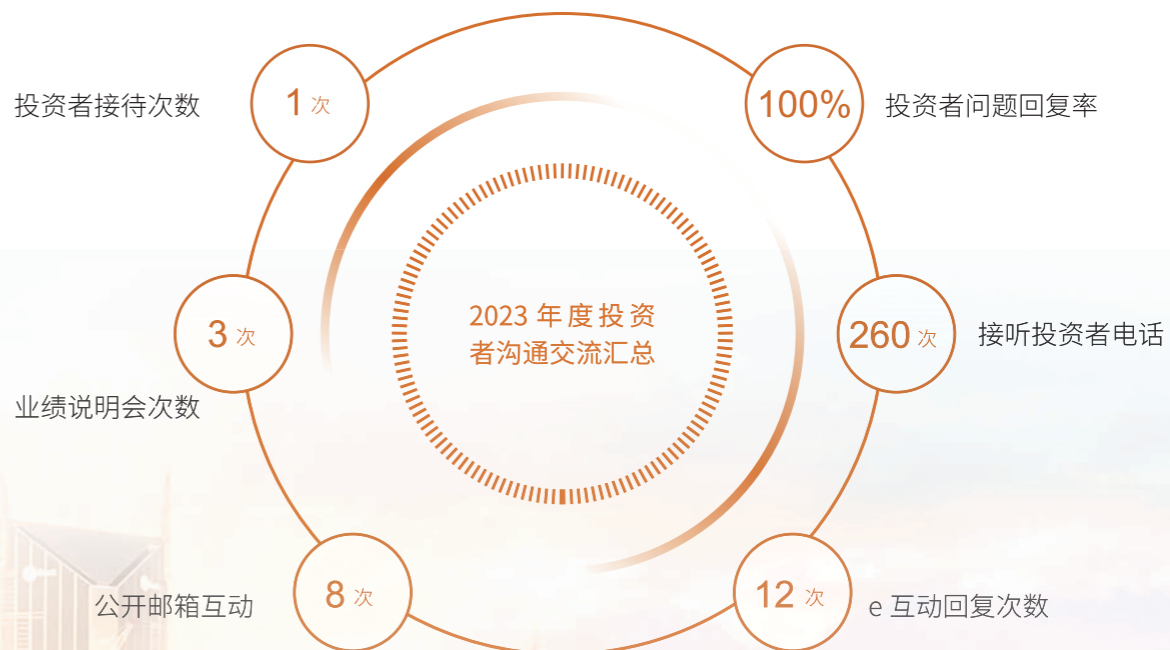 投资者接待次数
1 次
100%
投资者问题回复率
2023 年度投资
者沟通交流汇总
3 次
业绩说明会次数
260 次
接听投资者电话
公开邮箱互动
8 次
12 次
e 互动回复次数